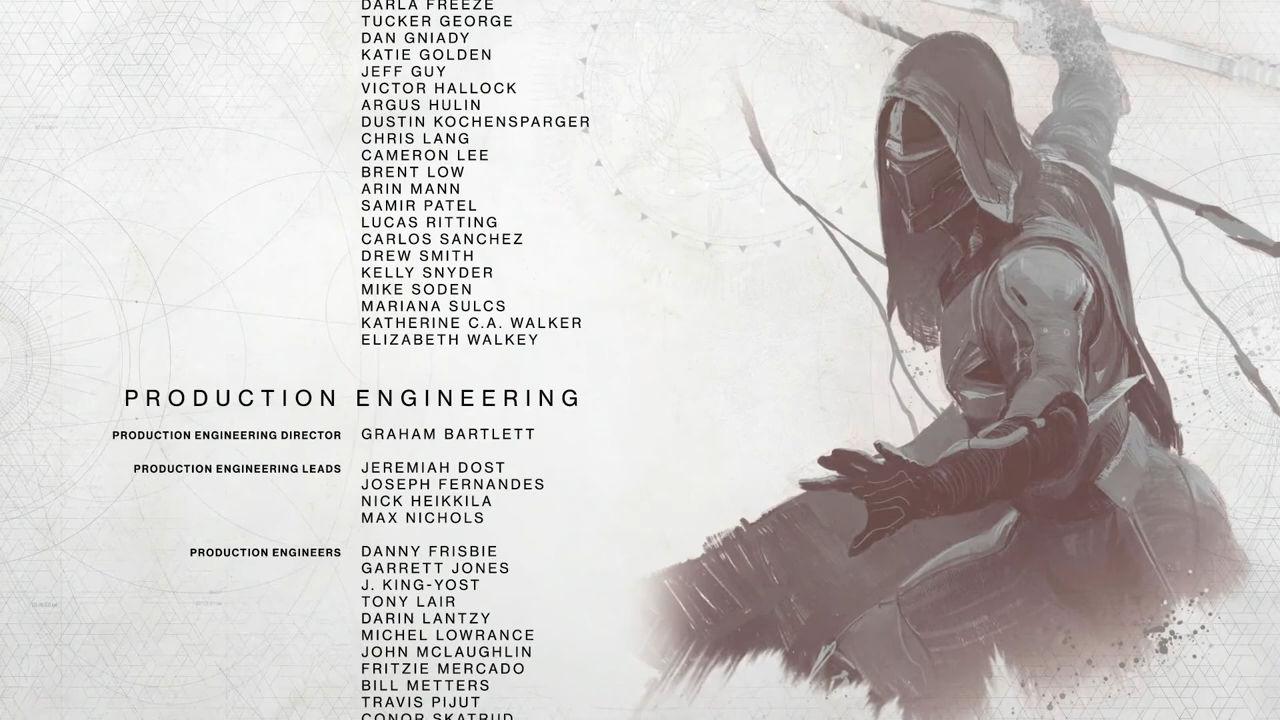 DARLA FREEZE
TUCKER GEORGE
DAN GNIADY
KATIE GOLDEN
JEFF GUY
VICTOR HALLOCK
ARGUS HULIN
DUSTIN KOCHENSPARGER
CHRIS LANG
CAMERON LEE
BRENT LOW
ARIN MANN
SAMIR PATEL
LUCAS RITTING
CARLOS SANCHEZ
DREW SMITH
KELLY SNYDER
MIKE SODEN
MARIANA SULCS
KATHERINE C.A. WALKER
ELIZABETH WALKEY
PRODUCTION ENGINEERING
PRODUCTION ENGINEERING DIRECTOR GRAHAM BARTLETT
PRODUCTION ENGINEERING LEADS JEREMIAH DOST
JOSEPH FERNANDES
NICK HEIKKILA
MAX NICHOLS
PRODUCTION ENGINEERS DANNY FRISBIE
GARRETT JONES
J. KING-YOST
TONY LAIR
DARIN LANTZY
MICHEL LOWRANCE
JOHN MCLAUGHLIN
FRITZIE MERCADO
BILL METTERS
TRAVIS PIJUT
CONOR SKATRUD